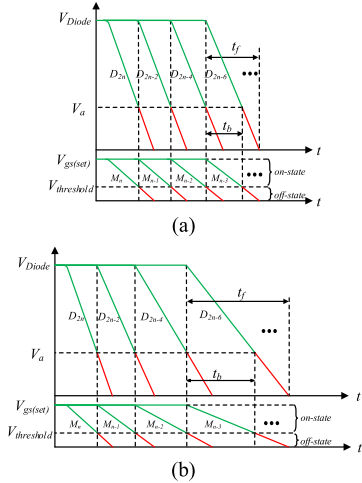 V_Diode
D_2n D_2n-2 D_2n-4 D_2n-6 t_f
•••
V_a
t_b
t
V_gs(set)
M_n M_n-1 M_n-2 M_n-3 ••• on-state
V_threshold
off-state
t
(a)
V_Diode
t_f
D_2n D_2n-2 D_2n-4 D_2n-6
•••
V_a
t_b
t
V_gs(set)
M_n M_n-1 M_n-2 M_n-3 ••• on-state
V_threshold
off-state
t
(b)